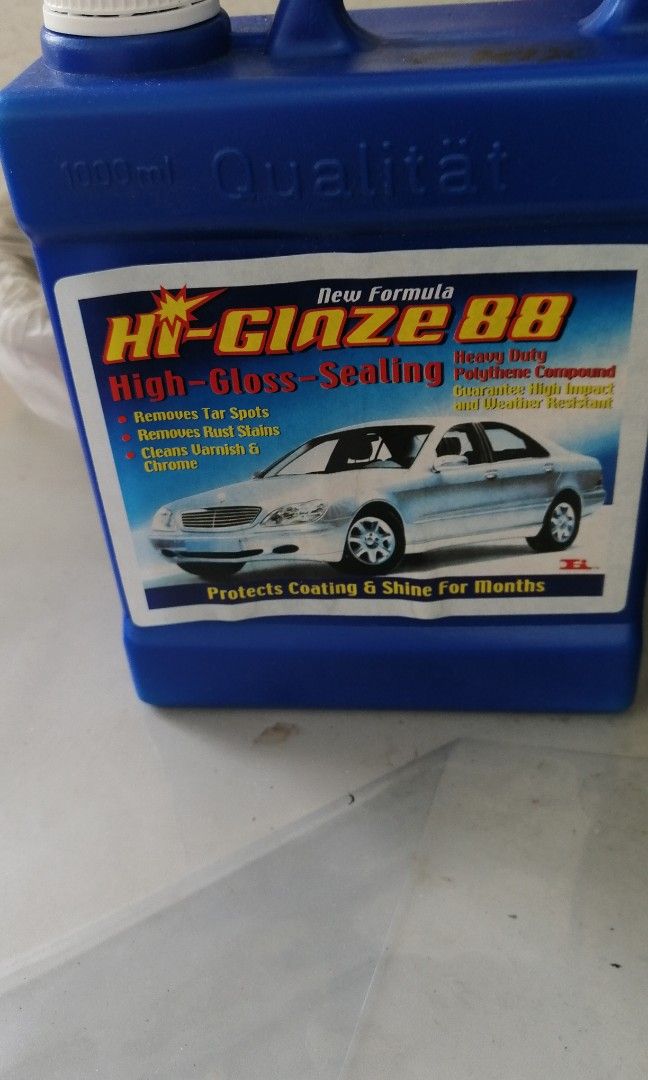 1000ml Qualität
New Formula
Hi-Glaze 88
High-Gloss-Sealing
Heavy Duty
Polythene Compound
Guarantee High Impact
and Weather Resistant
• Removes Tar Spots
• Removes Rust Stains
• Cleans Varnish &
Chrome
Protects Coating & Shine For Months